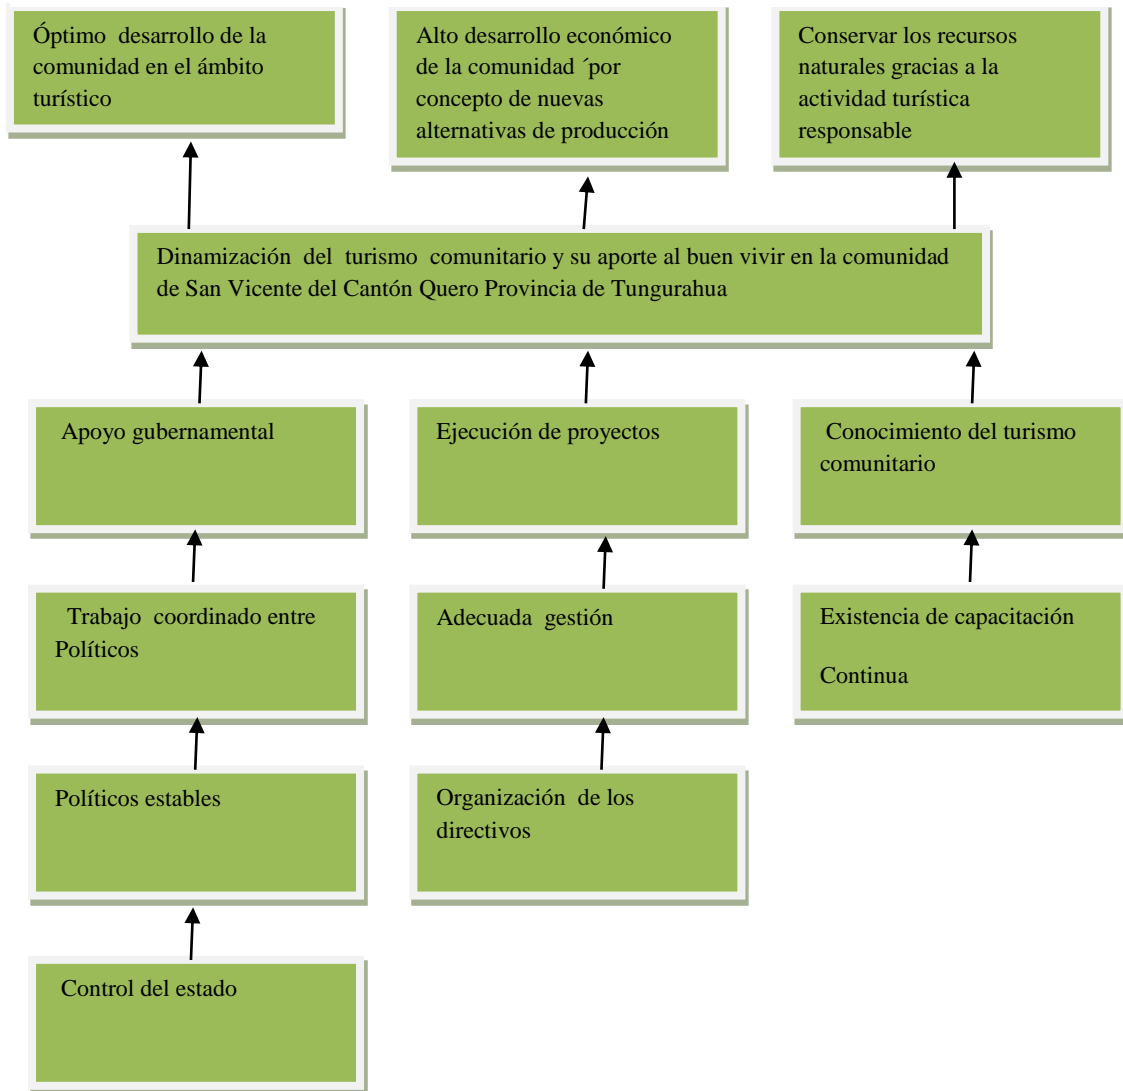 Óptimo desarrollo de la
comunidad en el ámbito
turístico
Alto desarrollo económico
de la comunidad ´por
concepto de nuevas
alternativas de producción
Conservar los recursos
naturales gracias a la
actividad turística
responsable
Dinamización del turismo comunitario y su aporte al buen vivir en la comunidad
de San Vicente del Cantón Quero Provincia de Tungurahua
Apoyo gubernamental
Ejecución de proyectos
Conocimiento del turismo
comunitario
Trabajo coordinado entre
Políticos
Adecuada gestión
Existencia de capacitación
Continua
Políticos estables
Organización de los
directivos
Control del estado